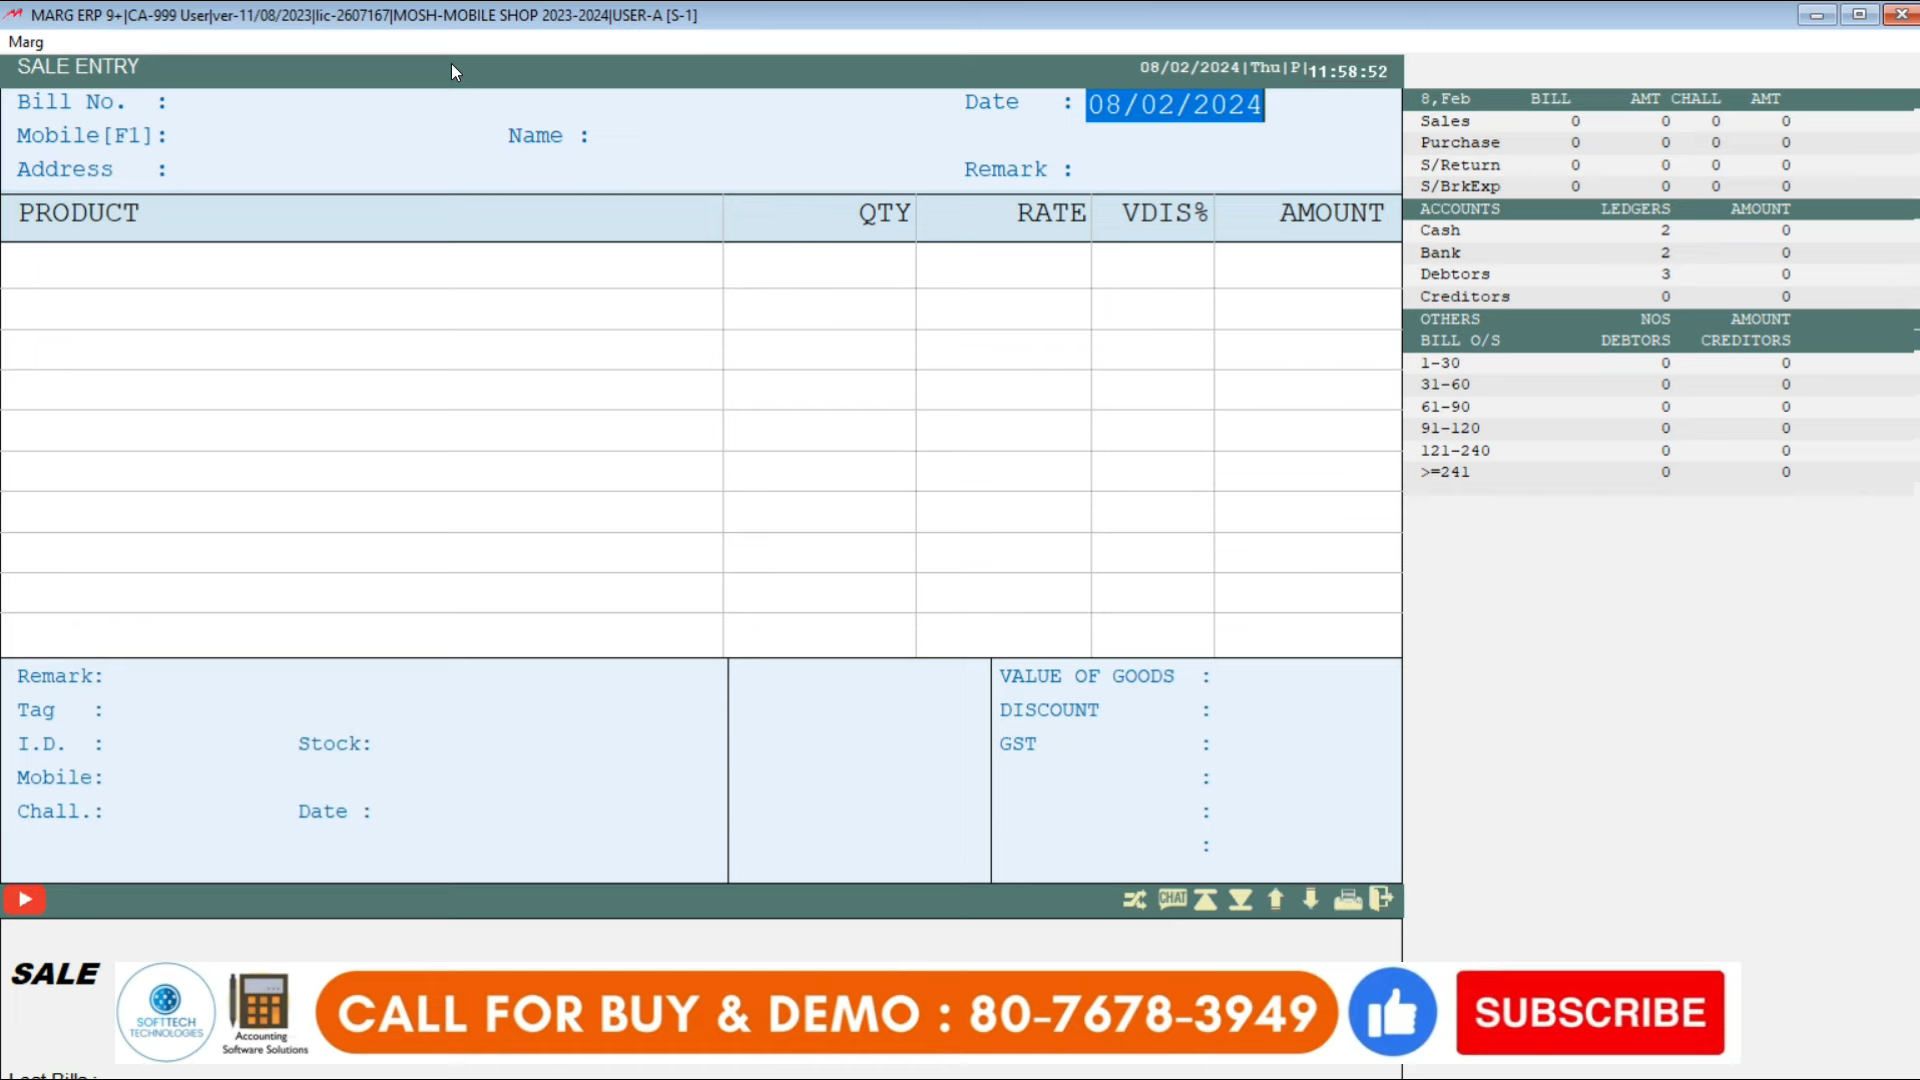 MARG ERP 9+|CA-999 User|ver-11/08/2023|lic-2607167|MOSH-MOBILE SHOP 2023-2024|USER-A [S-1]
Marg
SALE ENTRY 08/02/2024|Thu|P|11:58:52
Bill No. : Date : 08/02/2024
Mobile[F1]: Name :
Address : Remark :
PRODUCT QTY RATE VDIS% AMOUNT
Remark:
Tag :
I.D. : Stock:
Mobile:
Chall.: Date :
VALUE OF GOODS :
DISCOUNT :
GST :
:
:
:
8,Feb BILL AMT CHALL AMT
Sales 0 0 0 0
Purchase 0 0 0 0
S/Return 0 0 0 0
S/BrkExp 0 0 0 0
ACCOUNTS LEDGERS AMOUNT
Cash 2 0
Bank 2 0
Debtors 3 0
Creditors 0 0
OTHERS NOS AMOUNT
BILL O/S DEBTORS CREDITORS
1-30 0 0
31-60 0 0
61-90 0 0
91-120 0 0
121-240 0 0
>=241 0 0
CHAT
SALE
SOFTTECH
TECHNOLOGIES
Accounting
Software Solutions
CALL FOR BUY & DEMO : 80-7678-3949
SUBSCRIBE
Last Bills :